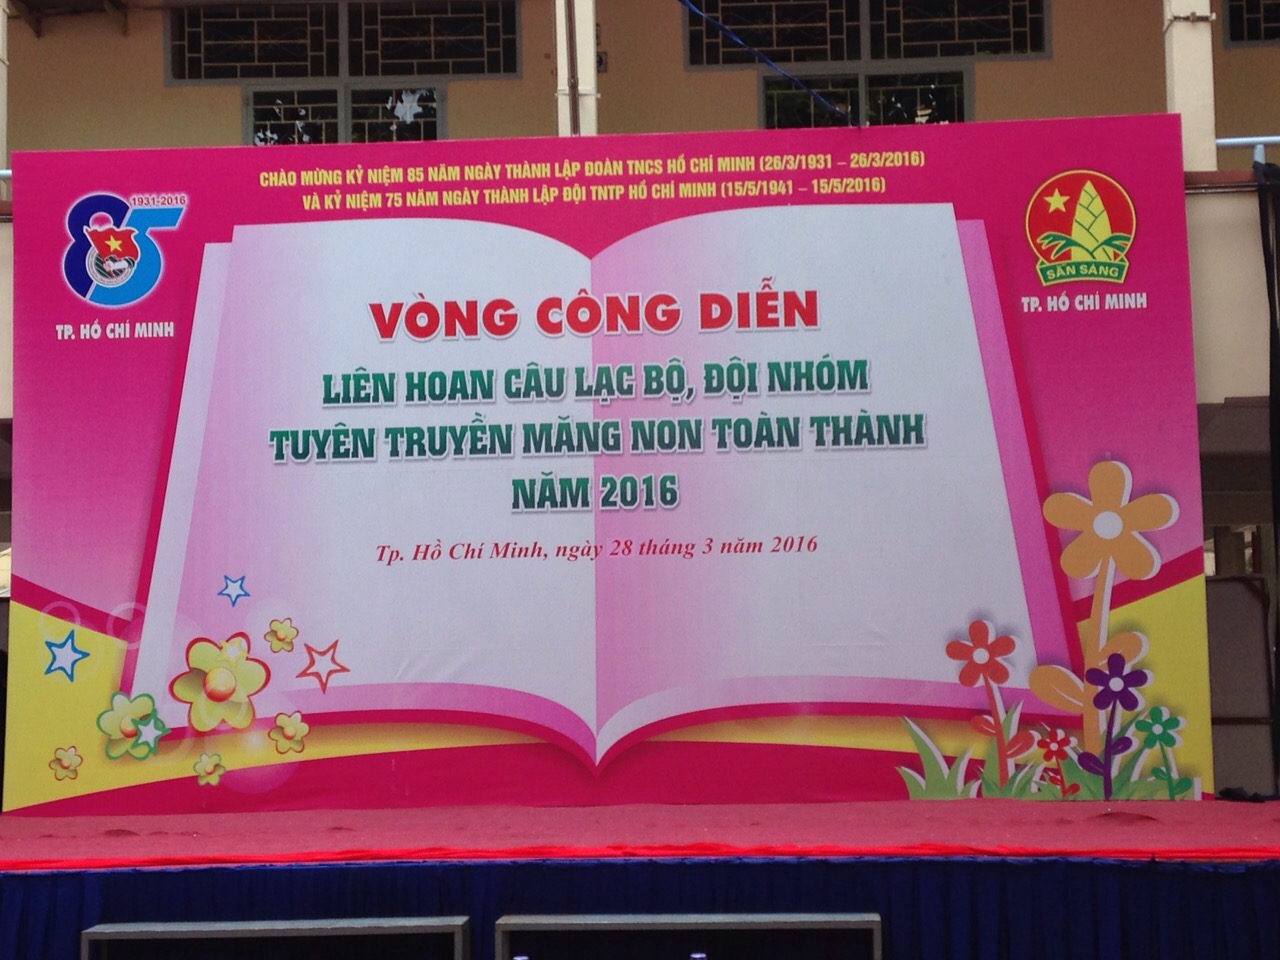 CHÀO MỪNG KỶ NIỆM 85 NĂM NGÀY THÀNH LẬP ĐOÀN TNCS HỒ CHÍ MINH (26/3/1931 – 26/3/2016)
VÀ KỶ NIỆM 75 NĂM NGÀY THÀNH LẬP ĐỘI TNTP HỒ CHÍ MINH (15/5/1941 – 15/5/2016)
1931-2016
85
TP. HỒ CHÍ MINH
SẴN SÀNG
TP. HỒ CHÍ MINH
VÒNG CÔNG DIỄN
LIÊN HOAN CÂU LẠC BỘ, ĐỘI NHÓM
TUYÊN TRUYỀN MĂNG NON TOÀN THÀNH
NĂM 2016
Tp. Hồ Chí Minh, ngày 28 tháng 3 năm 2016